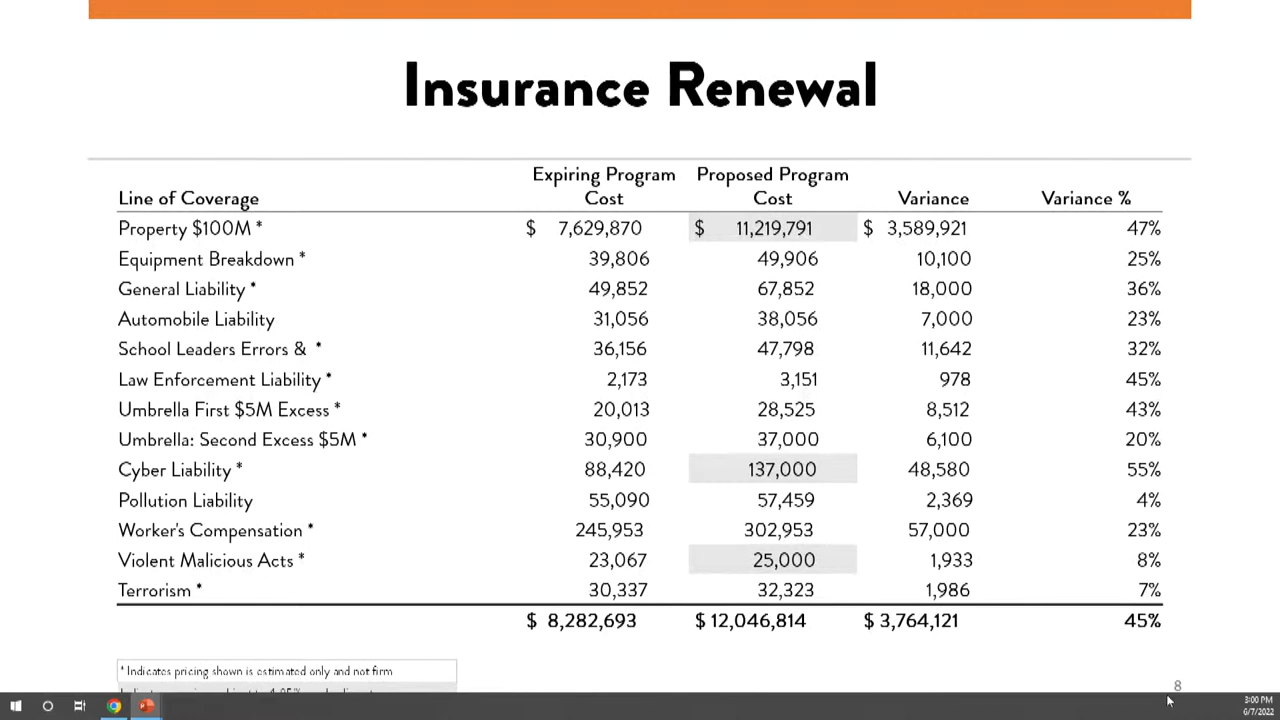 Insurance Renewal
Expiring Program Proposed Program
Line of Coverage Cost Cost Variance Variance %
Property $100M * $ 7,629,870 $ 11,219,791 $ 3,589,921 47%
Equipment Breakdown * 39,806 49,906 10,100 25%
General Liability * 49,852 67,852 18,000 36%
Automobile Liability 31,056 38,056 7,000 23%
School Leaders Errors & * 36,156 47,798 11,642 32%
Law Enforcement Liability * 2,173 3,151 978 45%
Umbrella First $5M Excess * 20,013 28,525 8,512 43%
Umbrella: Second Excess $5M * 30,900 37,000 6,100 20%
Cyber Liability * 88,420 137,000 48,580 55%
Pollution Liability 55,090 57,459 2,369 4%
Worker's Compensation * 245,953 302,953 57,000 23%
Violent Malicious Acts * 23,067 25,000 1,933 8%
Terrorism * 30,337 32,323 1,986 7%
$ 8,282,693 $ 12,046,814 $ 3,764,121 45%
* Indicates pricing shown is estimated only and not firm
8
3:00 PM
6/7/2022